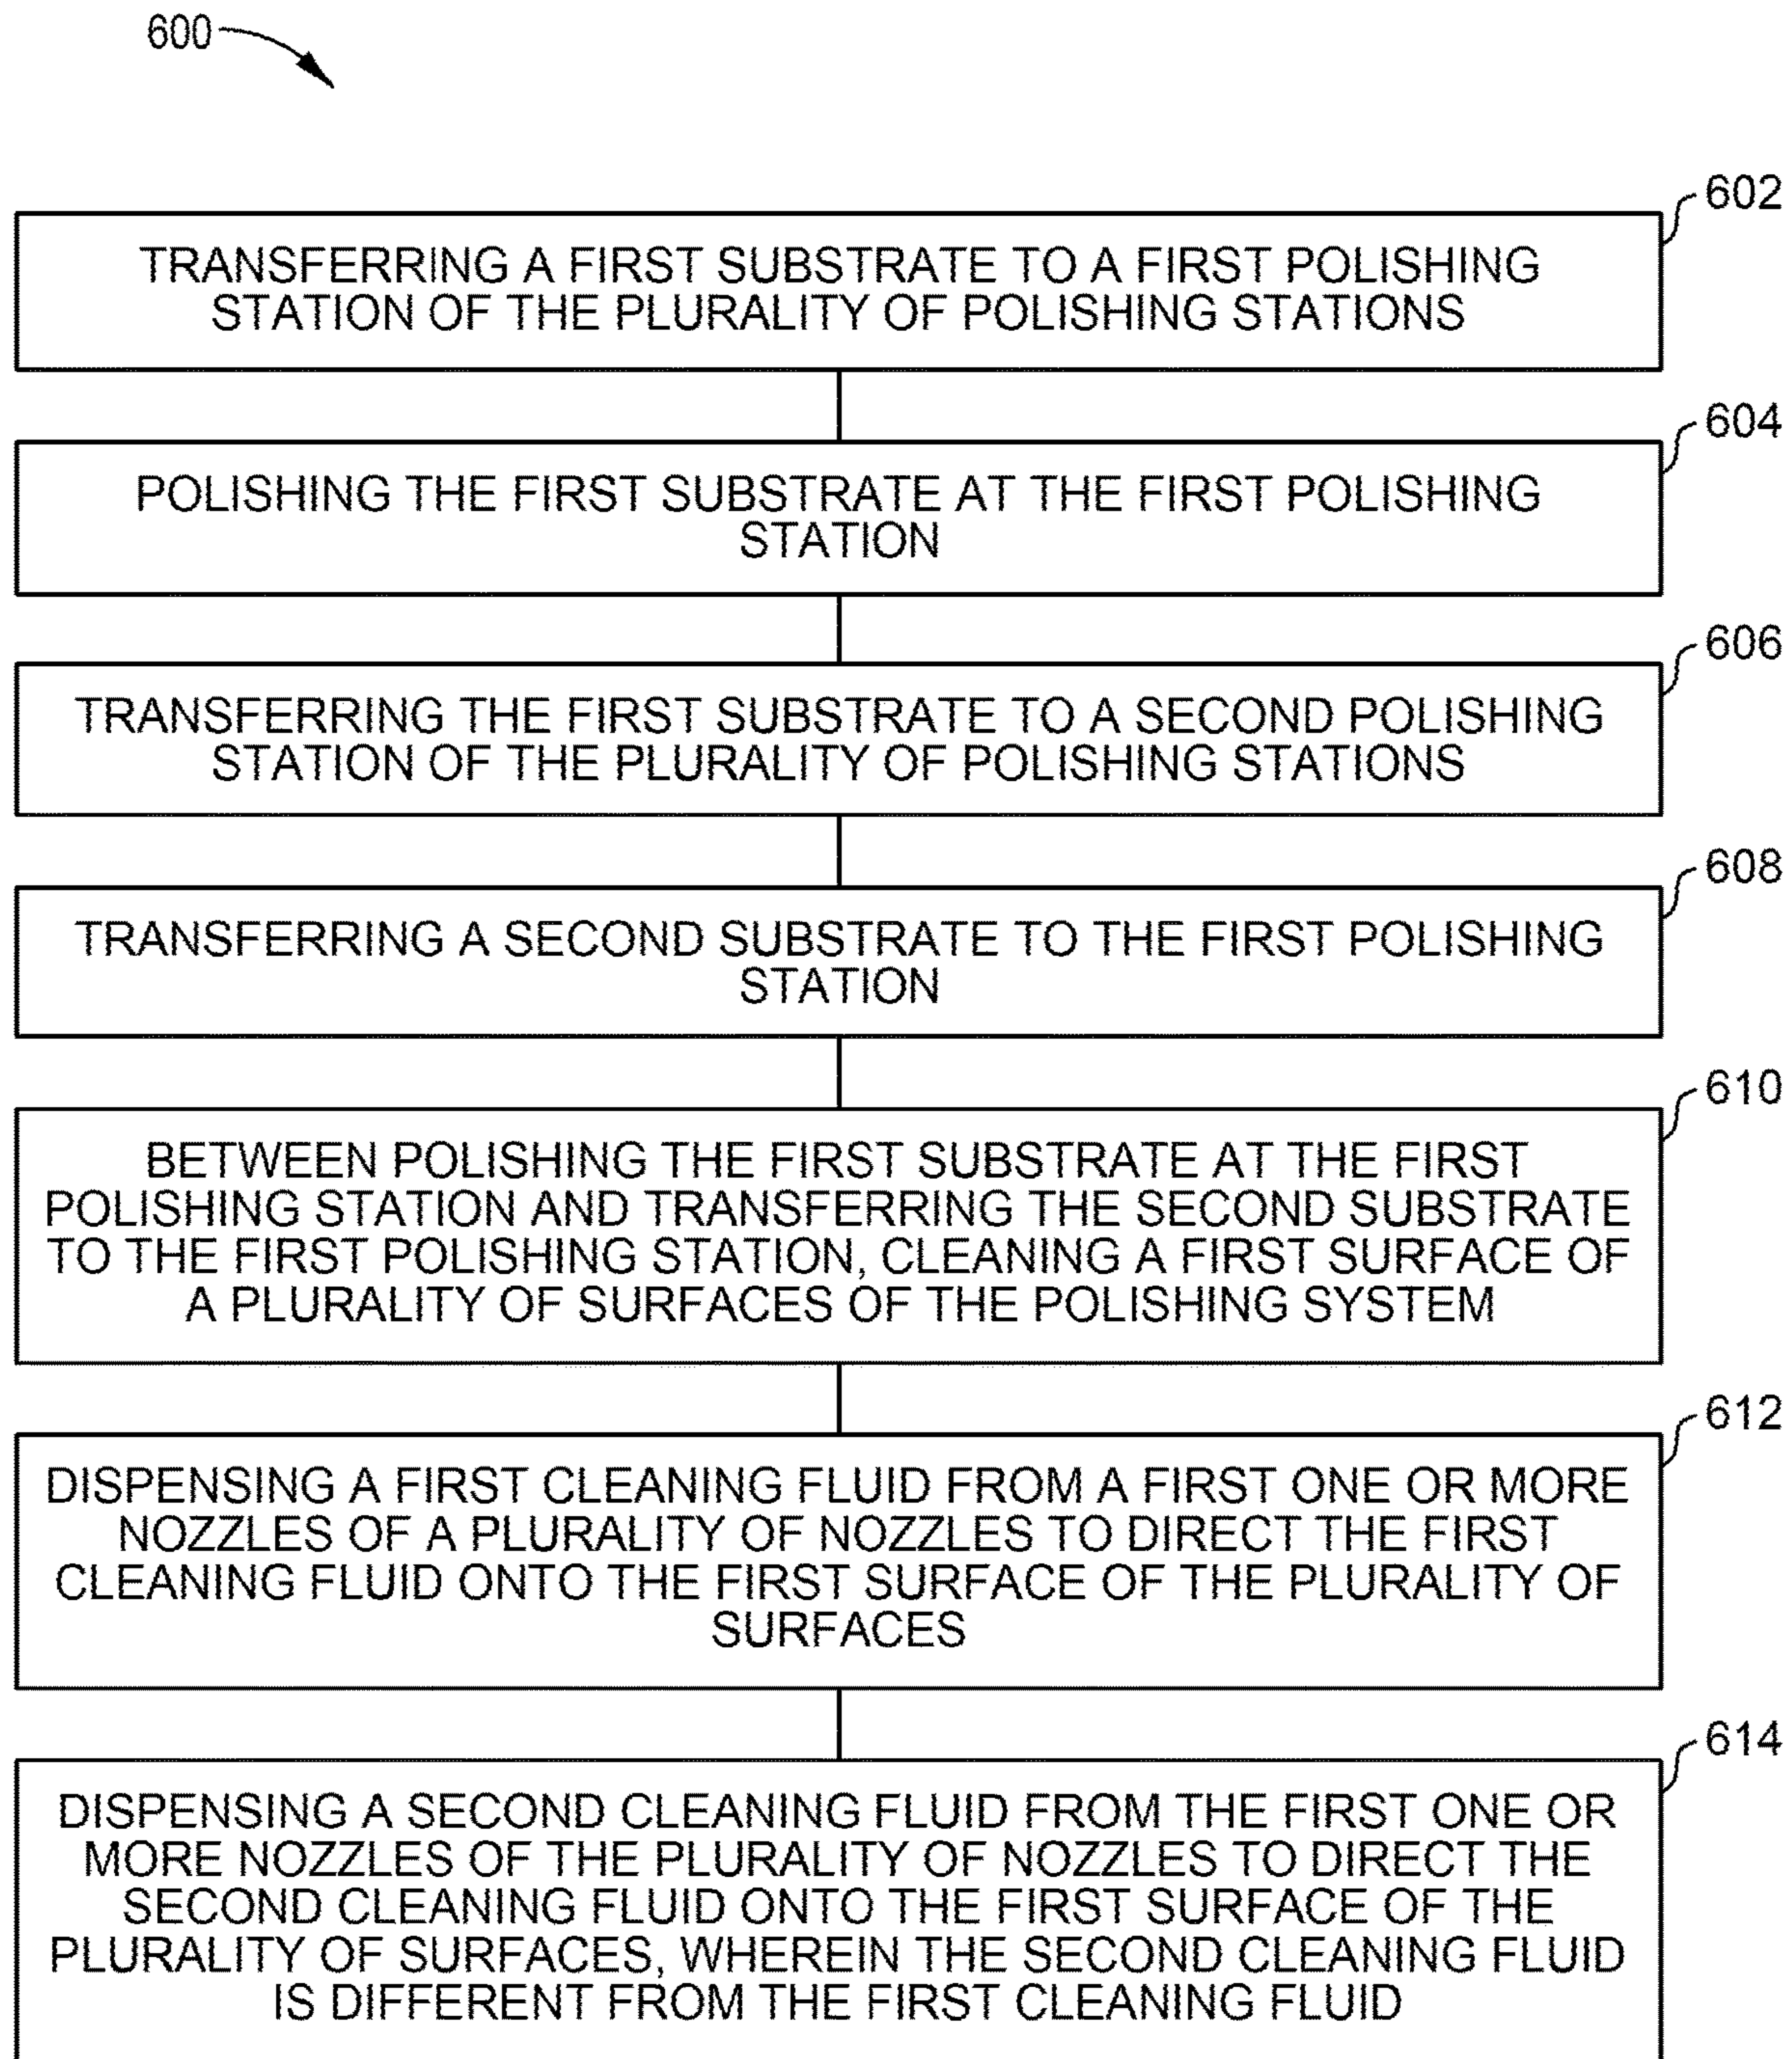 600
602
TRANSFERRING A FIRST SUBSTRATE TO A FIRST POLISHING
STATION OF THE PLURALITY OF POLISHING STATIONS
604
POLISHING THE FIRST SUBSTRATE AT THE FIRST POLISHING
STATION
606
TRANSFERRING THE FIRST SUBSTRATE TO A SECOND POLISHING
STATION OF THE PLURALITY OF POLISHING STATIONS
608
TRANSFERRING A SECOND SUBSTRATE TO THE FIRST POLISHING
STATION
610
BETWEEN POLISHING THE FIRST SUBSTRATE AT THE FIRST
POLISHING STATION AND TRANSFERRING THE SECOND SUBSTRATE
TO THE FIRST POLISHING STATION, CLEANING A FIRST SURFACE OF
A PLURALITY OF SURFACES OF THE POLISHING SYSTEM
612
DISPENSING A FIRST CLEANING FLUID FROM A FIRST ONE OR MORE
NOZZLES OF A PLURALITY OF NOZZLES TO DIRECT THE FIRST
CLEANING FLUID ONTO THE FIRST SURFACE OF THE PLURALITY OF
SURFACES
614
DISPENSING A SECOND CLEANING FLUID FROM THE FIRST ONE OR
MORE NOZZLES OF THE PLURALITY OF NOZZLES TO DIRECT THE
SECOND CLEANING FLUID ONTO THE FIRST SURFACE OF THE
PLURALITY OF SURFACES, WHEREIN THE SECOND CLEANING FLUID
IS DIFFERENT FROM THE FIRST CLEANING FLUID